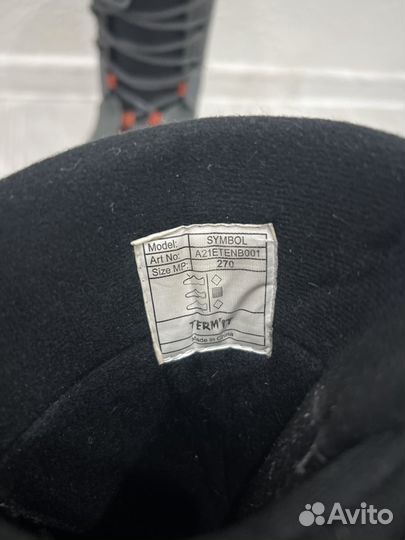 Model: SYMBOL
Art No: A21ETENB001
Size MP: 270
TERMIT
Made in China
Avito